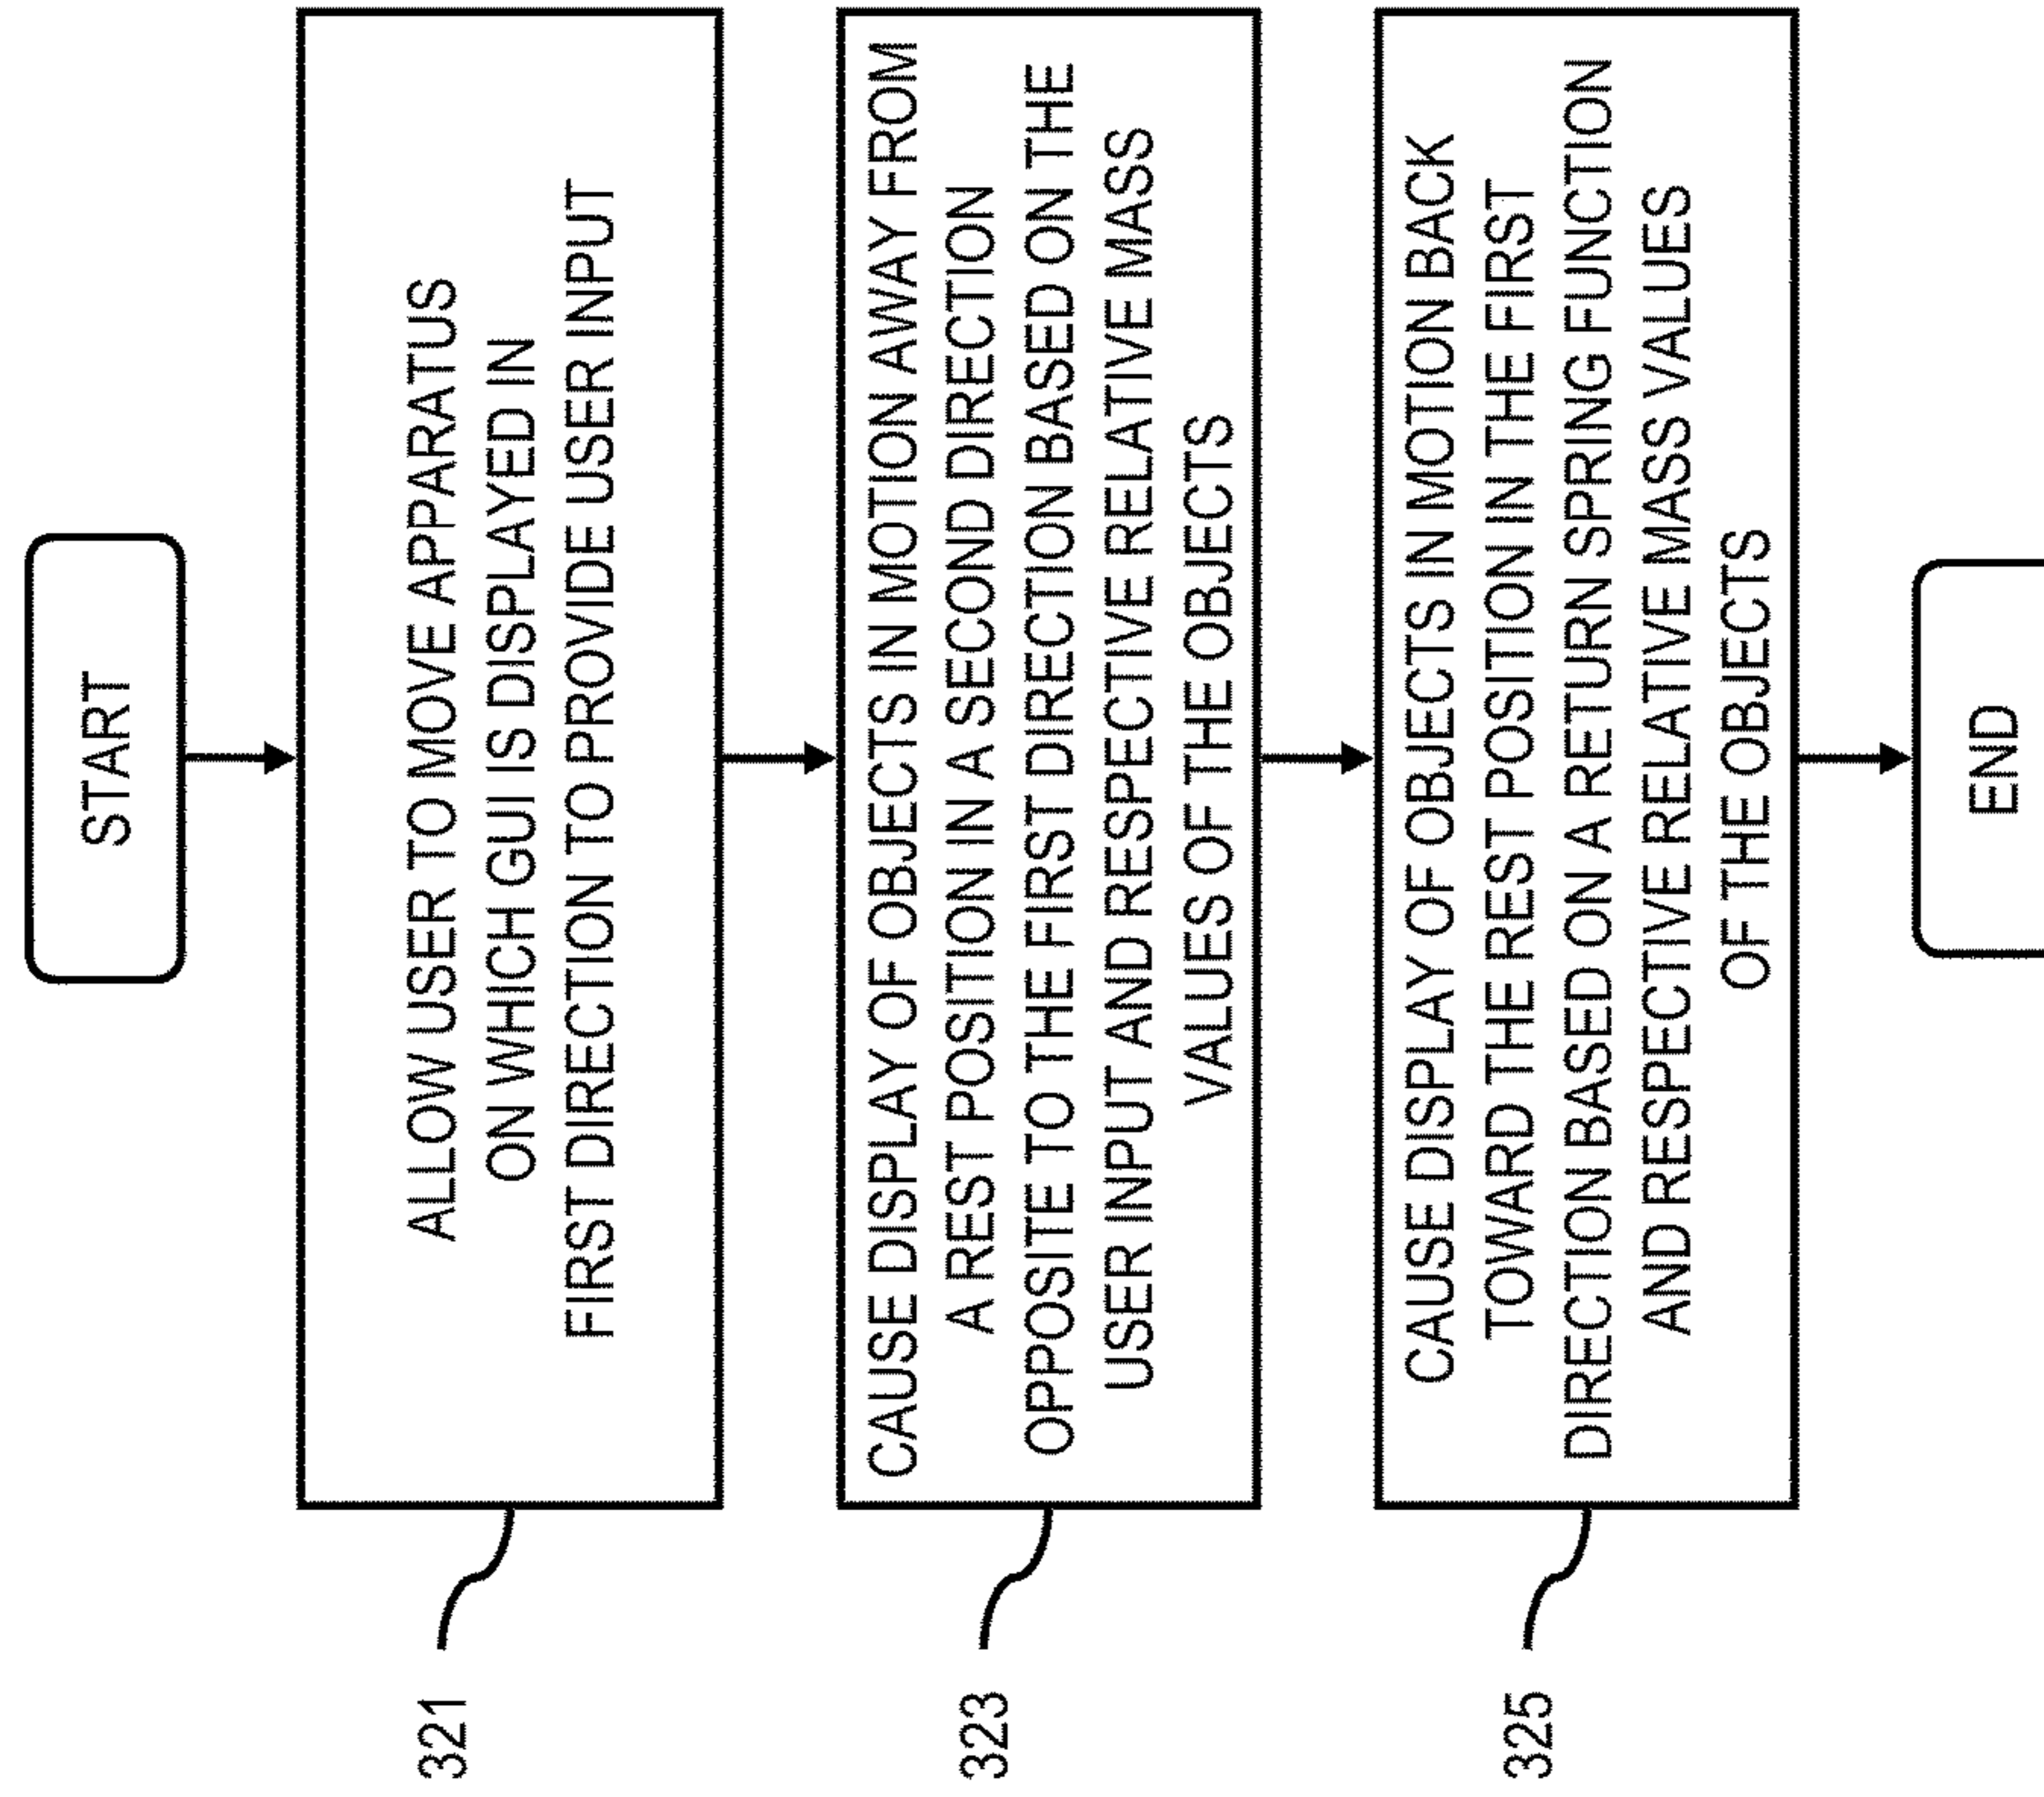 START
321
ALLOW USER TO MOVE APPARATUS
ON WHICH GUI IS DISPLAYED IN
FIRST DIRECTION TO PROVIDE USER INPUT
323
CAUSE DISPLAY OF OBJECTS IN MOTION AWAY FROM
A REST POSITION IN A SECOND DIRECTION
OPPOSITE TO THE FIRST DIRECTION BASED ON THE
USER INPUT AND RESPECTIVE RELATIVE MASS
VALUES OF THE OBJECTS
325
CAUSE DISPLAY OF OBJECTS IN MOTION BACK
TOWARD THE REST POSITION IN THE FIRST
DIRECTION BASED ON A RETURN SPRING FUNCTION
AND RESPECTIVE RELATIVE MASS VALUES
OF THE OBJECTS
END